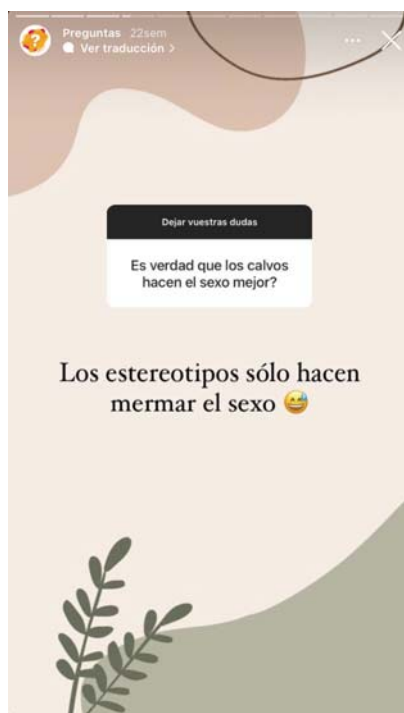 Preguntas 22sem
Ver traducción >
Dejar vuestras dudas
Es verdad que los calvos
hacen el sexo mejor?
Los estereotipos sólo hacen
mermar el sexo 😅